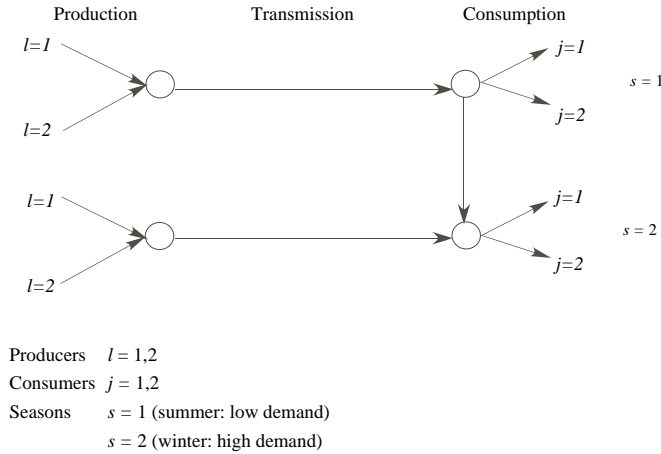 Production Transmission Consumption
l=1 j=1
s = 1
l=2 j=2
l=1 j=1
s = 2
l=2 j=2
Producers l = 1,2
Consumers j = 1,2
Seasons s = 1 (summer: low demand)
s = 2 (winter: high demand)